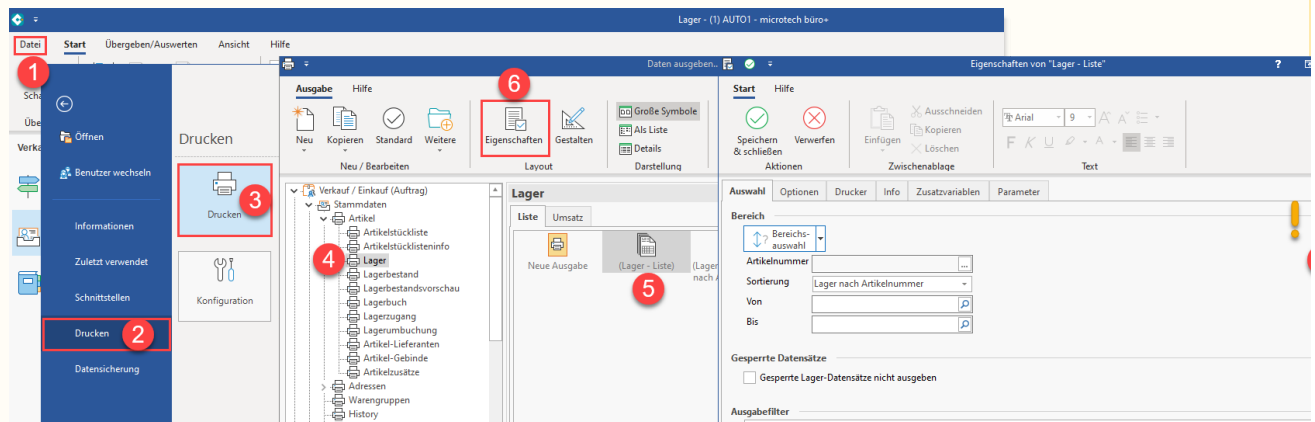 Lager - (1) AUTO1 - microtech büro+
Datei Start Übergeben/Auswerten Ansicht Hilfe
1
Übe
Öffnen
Benutzer wechseln
Informationen
Zuletzt verwendet
Schnittstellen
Drucken
2
Datensicherung
Drucken
Drucken
3
Konfiguration
Daten ausgeben..
Ausgabe Hilfe
6
Neu Kopieren Standard Weitere
Neu / Bearbeiten
Eigenschaften Gestalten
Layout
Große Symbole
Als Liste
Details
Darstellung
Verkauf / Einkauf (Auftrag)
Stammdaten
Artikel
Artikelstückliste
Artikelstücklisteninfo
4
Lager
Lagerbestand
Lagerbestandsvorschau
Lagerbuch
Lagerzugang
Lagerumbuchung
Artikel-Lieferanten
Artikel-Gebinde
Artikelzusätze
Adressen
Warengruppen
History
Lager
Liste Umsatz
Neue Ausgabe
(Lager - Liste)
5
(Lager
nach
Eigenschaften von "Lager - Liste"
?
Start Hilfe
Speichern
& schließen
Verwerfen
Aktionen
Einfügen
Ausschneiden
Kopieren
Löschen
Zwischenablage
Arial 9
F K U
Text
Auswahl Optionen Drucker Info Zusatzvariablen Parameter
Bereich
Bereichs-
auswahl
Artikelnummer
Sortierung Lager nach Artikelnummer
Von
Bis
Gesperrte Datensätze
Gesperrte Lager-Datensätze nicht ausgeben
Ausgabefilter